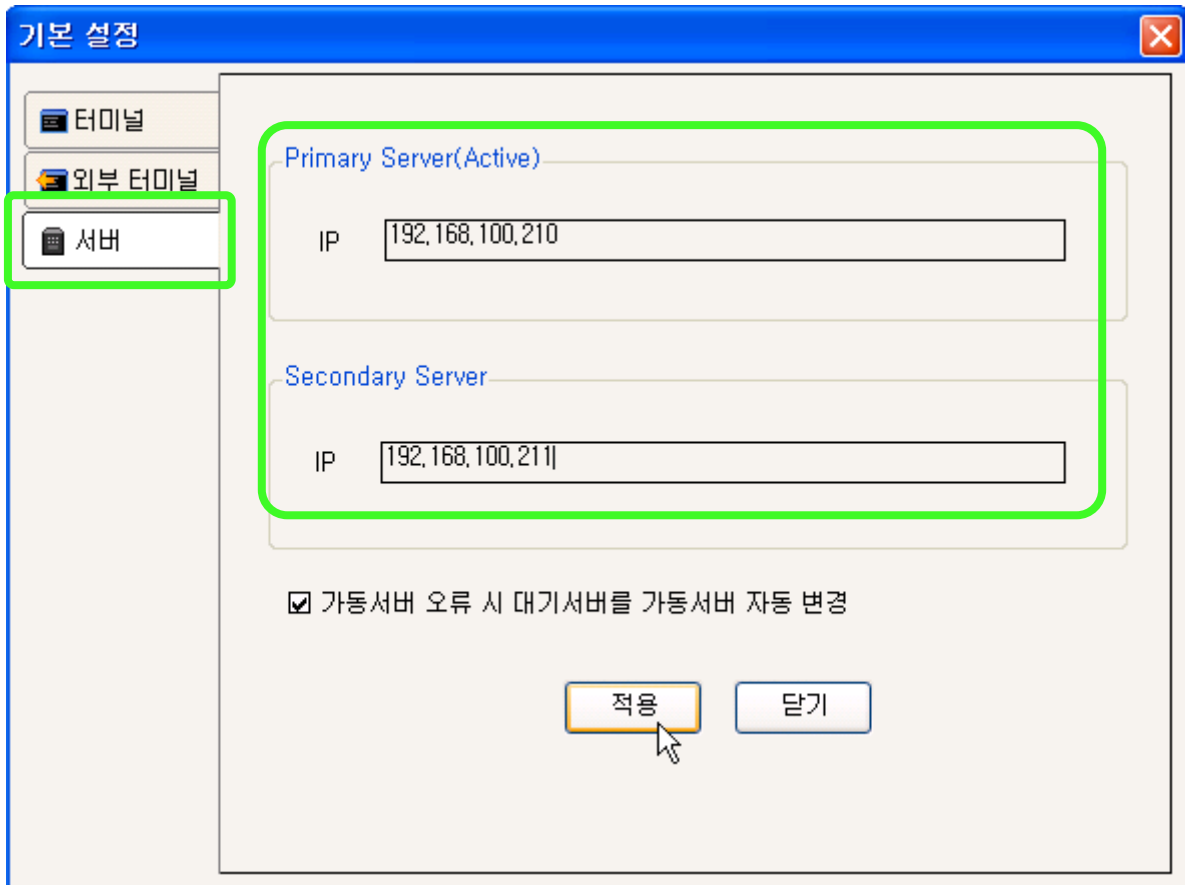 기본 설정
터미널
외부 터미널
서버
Primary Server(Active)
IP 192.168.100.210
Secondary Server
IP 192.168.100.211
가동서버 오류 시 대기서버를 가동서버 자동 변경
적용 닫기